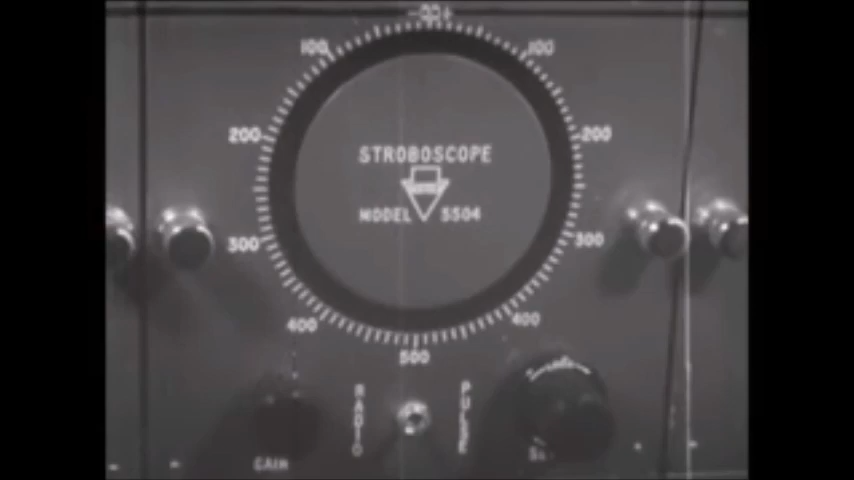 100 100
200 200
STROBOSCOPE
MODEL 5504
300 300
400 400
500
RADIO PULSE
GAIN